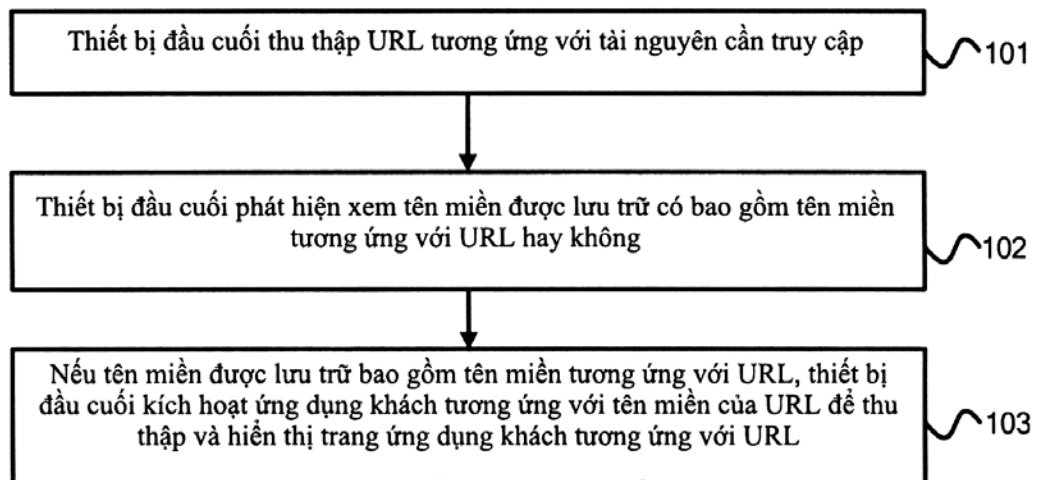 Thiết bị đầu cuối thu thập URL tương ứng với tài nguyên cần truy cập
101
Thiết bị đầu cuối phát hiện xem tên miền được lưu trữ có bao gồm tên miền
tương ứng với URL hay không
102
Nếu tên miền được lưu trữ bao gồm tên miền tương ứng với URL, thiết bị
đầu cuối kích hoạt ứng dụng khách tương ứng với tên miền của URL để thu
thập và hiển thị trang ứng dụng khách tương ứng với URL
103